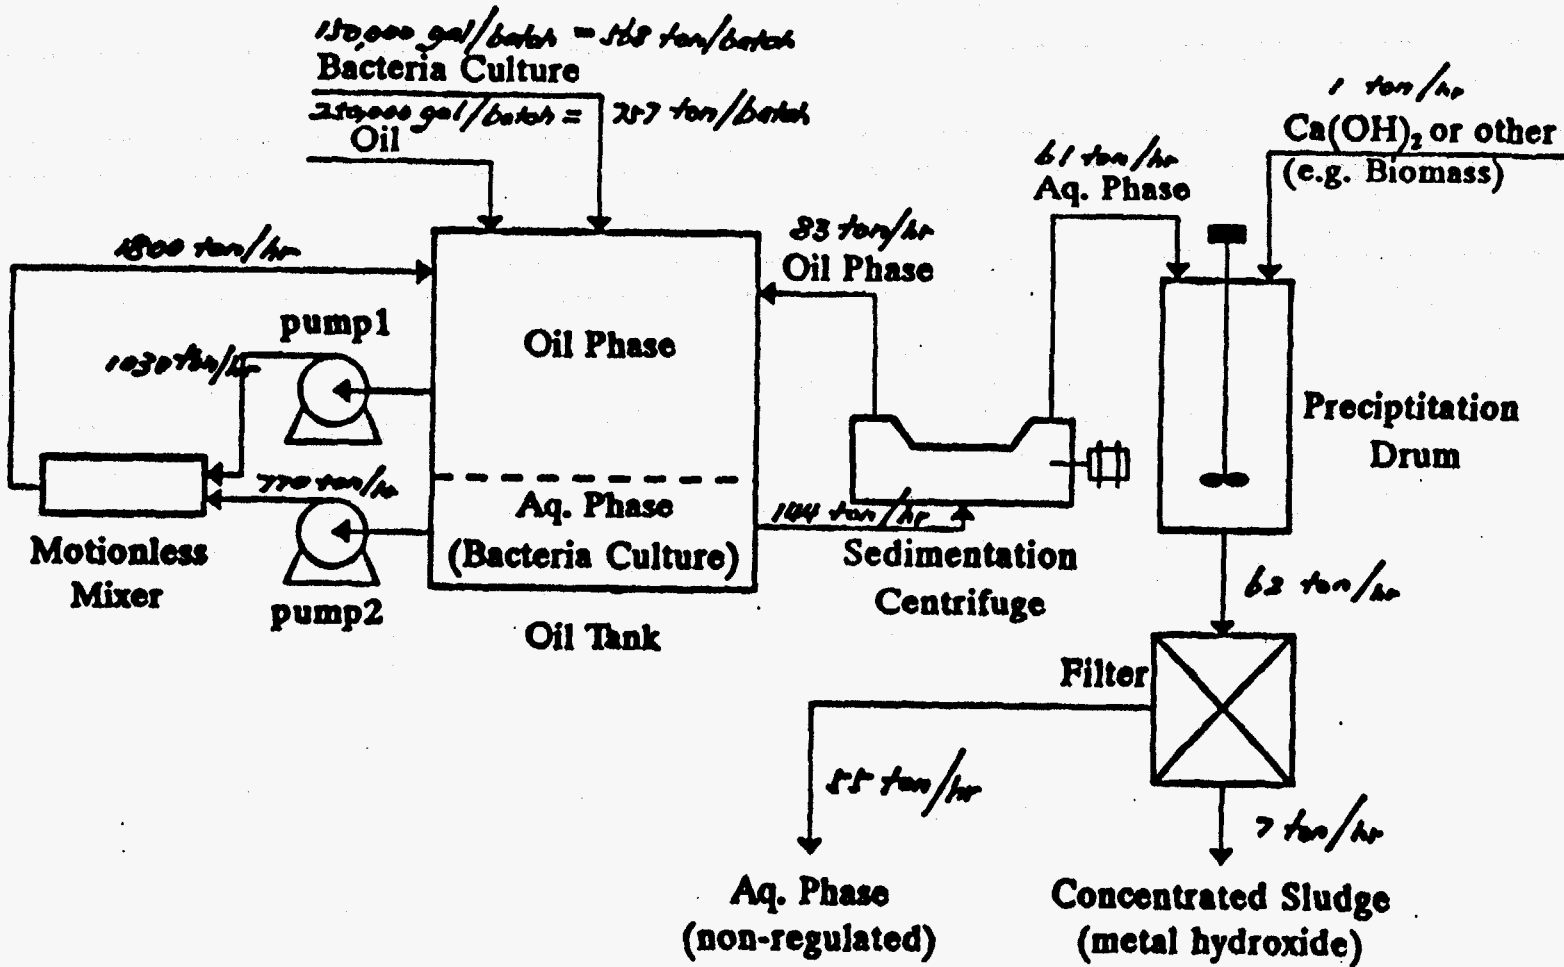 150,000 gal/batch = 568 ton/batch
Bacteria Culture
250,000 gal/batch = 757 ton/batch
Oil
1 ton/hr
Ca(OH)₂ or other
(e.g. Biomass)
61 ton/hr
Aq. Phase
83 ton/hr
Oil Phase
1800 ton/hr
pump1
1030 ton/hr
Oil Phase
Preciptitation
Drum
770 ton/hr
Aq. Phase
(Bacteria Culture)
144 ton/hr
Motionless
Mixer
pump2
Sedimentation
Centrifuge
Oil Tank
62 ton/hr
Filter
55 ton/hr
7 ton/hr
Aq. Phase
(non-regulated)
Concentrated Sludge
(metal hydroxide)